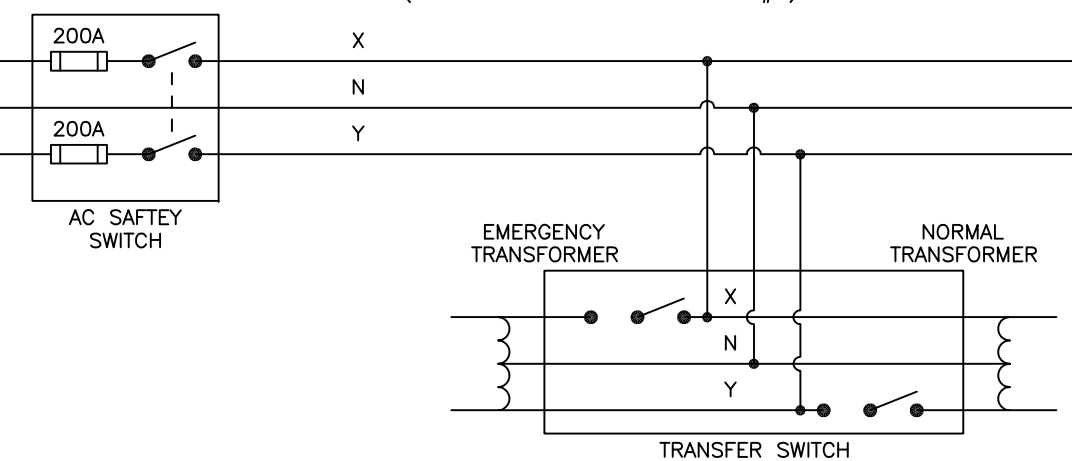 200A
X
N
200A
Y
AC SAFTEY
SWITCH
EMERGENCY
TRANSFORMER
NORMAL
TRANSFORMER
X
N
Y
TRANSFER SWITCH